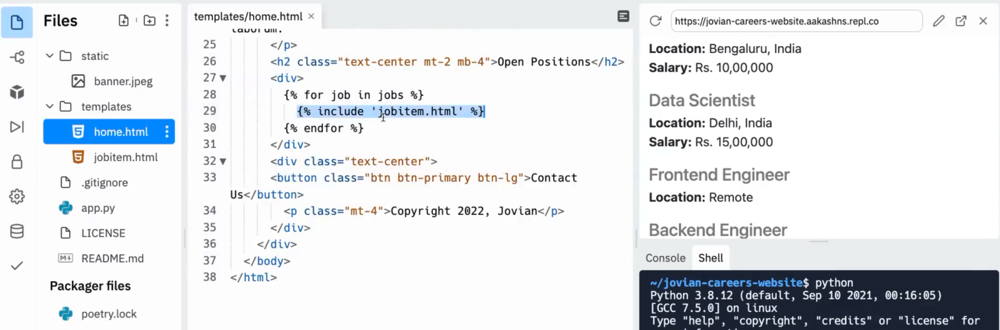 Files
static
banner.jpeg
templates
home.html
jobitem.html
.gitignore
app.py
LICENSE
README.md
Packager files
poetry.lock
templates/home.html ×
laborum.
25 </p>
26 <h2 class="text-center mt-2 mb-4">Open Positions</h2>
27 <div>
28 {% for job in jobs %}
29 {% include 'jobitem.html' %}
30 {% endfor %}
31 </div>
32 <div class="text-center">
33 <button class="btn btn-primary btn-lg">Contact
Us</button>
34 <p class="mt-4">Copyright 2022, Jovian</p>
35 </div>
36 </div>
37 </body>
38 </html>
https://jovian-careers-website.aakashns.repl.co
Location: Bengaluru, India
Salary: Rs. 10,00,000
Data Scientist
Location: Delhi, India
Salary: Rs. 15,00,000
Frontend Engineer
Location: Remote
Backend Engineer
Console Shell
~/jovian-careers-website$ python
Python 3.8.12 (default, Sep 10 2021, 00:16:05)
[GCC 7.5.0] on linux
Type "help", "copyright", "credits" or "license" for